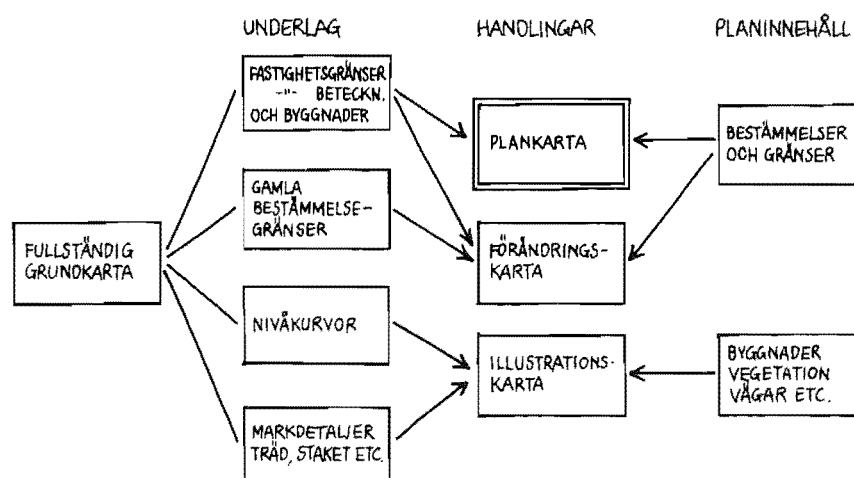 UNDERLAG
HANDLINGAR
PLANINNEHÅLL
FASTIGHETSGRÄNSER
-"- BETECKN.
OCH BYGGNADER
PLANKARTA
BESTÄMMELSER
OCH GRÄNSER
GAMLA
BESTÄMMELSE-
GRÄNSER
FULLSTÄNDIG
GRUNDKARTA
FÖRÄNDRINGS-
KARTA
NIVÅKURVOR
ILLUSTRATIONS-
KARTA
BYGGNADER
VEGETATION
VÄGAR ETC.
MARKDETALJER
TRÄD, STAKET ETC.